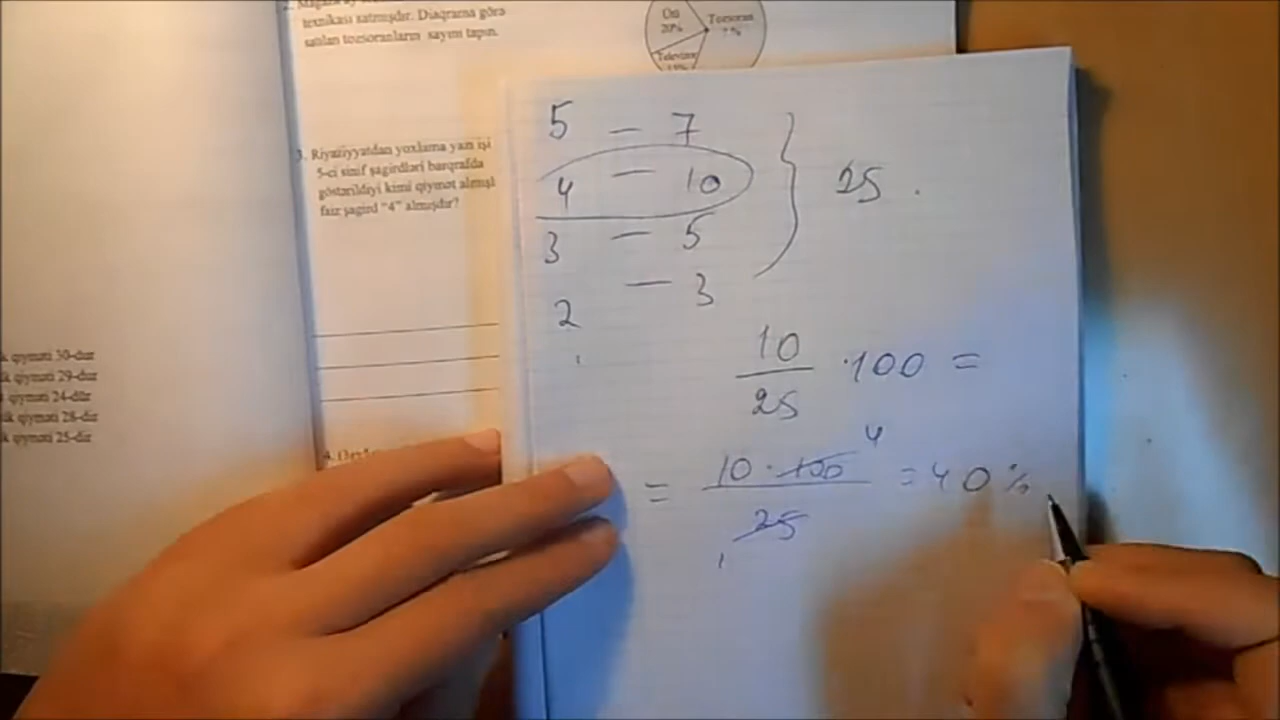 texnikası satmışdır. Diaqrama görə
satılan tozsoranların sayını tapın.
Ütü
20%
Tozsoran
? %
Televizor
15%
3. Riyaziyyatdan yoxlama yazı işi
5-ci sinif şagirdləri barqrafda
göstərildiyi kimi qiymət almışl
faiz şagird "4" almışdır?
k qiyməti 30-dur
k qiyməti 29-dur
qiyməti 24-dür
ik qiyməti 28-dir
k qiyməti 25-dir
5 — 7
4 — 10
3 — 5
2 — 3
25 .
10
25
·100 =
4
= 10 · 100 = 40%
25
1